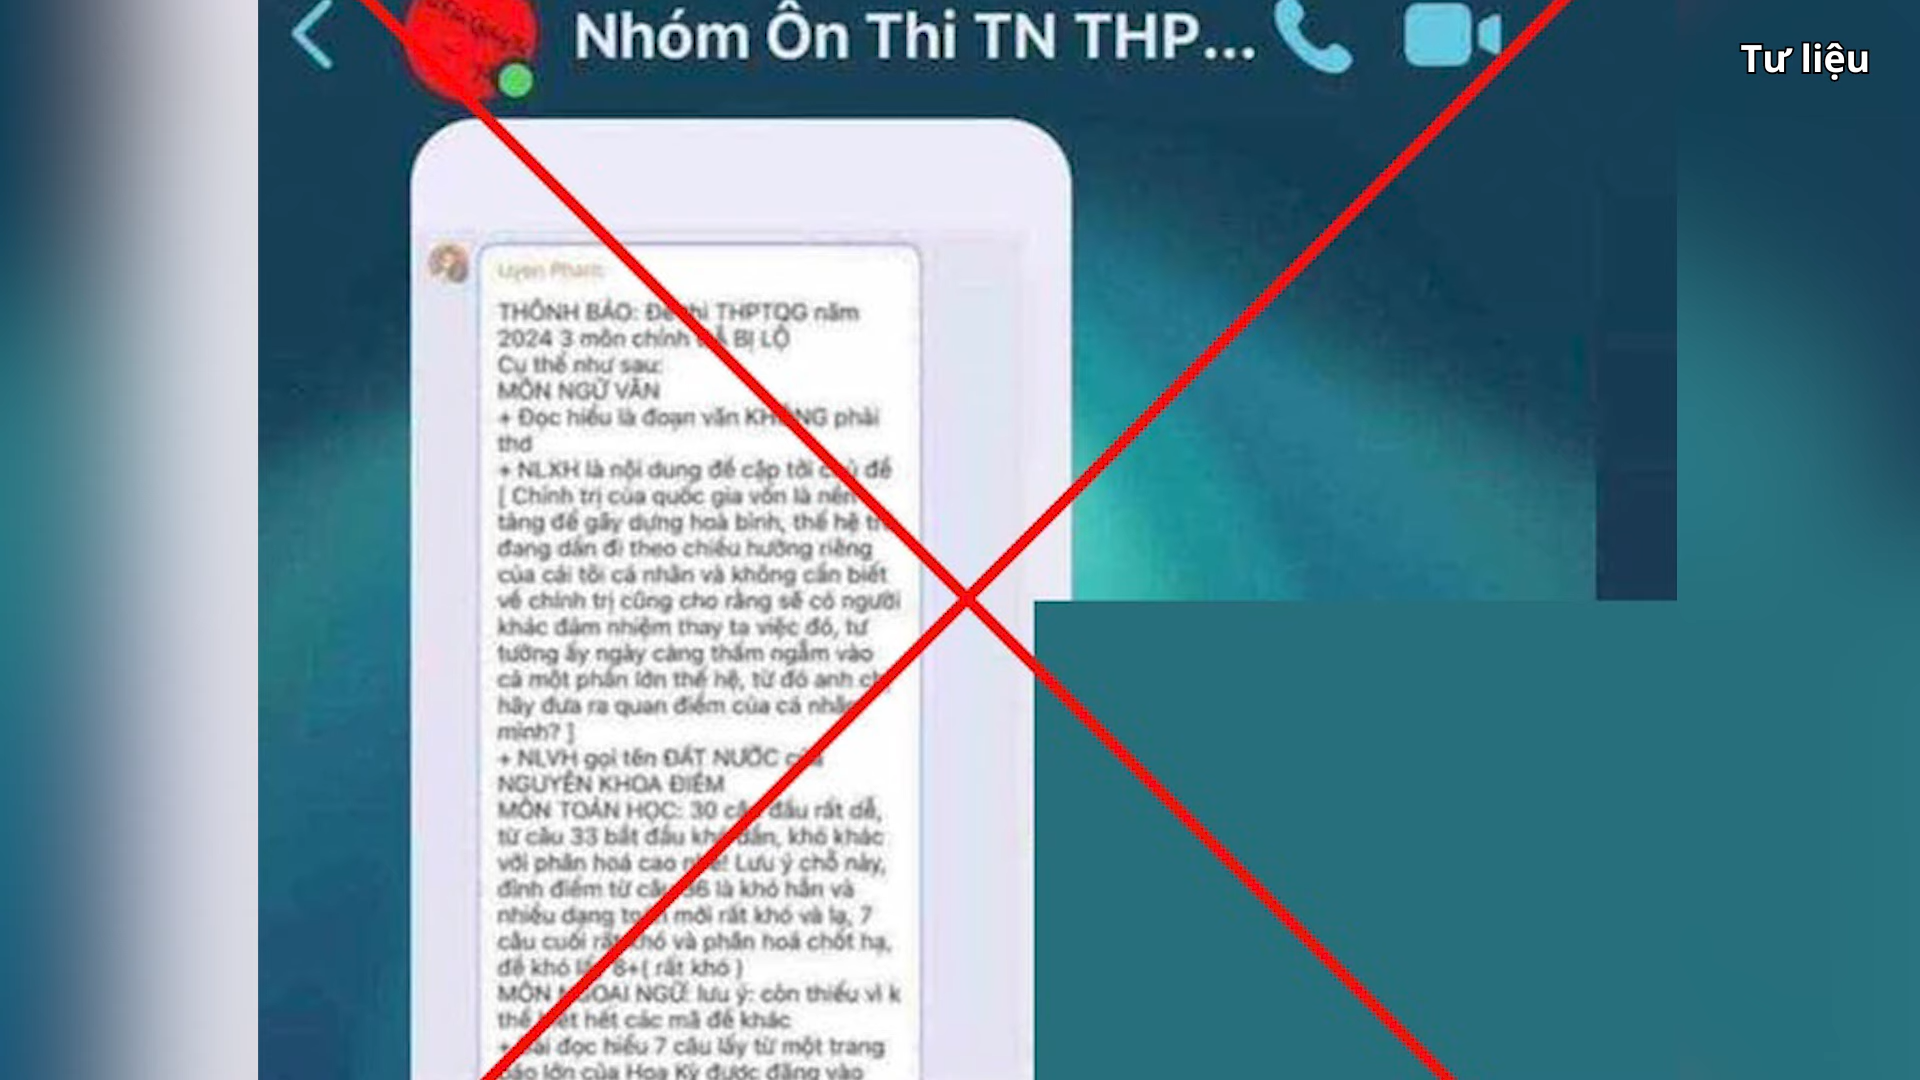 Nhóm Ôn Thi TN THP...
Tư liệu
Uyen Pham
THÔNH BÁO: Đề thi THPTQG năm
2024 3 môn chính ĐÃ BỊ LỘ
Cụ thể như sau:
MÔN NGỮ VĂN
+ Đọc hiểu là đoạn văn KHÔNG phải
thơ
+ NLXH là nội dung đề cập tới chủ đề
[ Chính trị của quốc gia vốn là nền
tảng để gây dựng hoà bình, thế hệ trẻ
đang dần đi theo chiều hướng riêng
của cái tôi cá nhân và không cần biết
về chính trị cũng cho rằng sẽ có người
khác đảm nhiệm thay ta việc đó, tư
tưởng ấy ngày càng thấm ngẫm vào
cả một phần lớn thế hệ, từ đó anh chị
hãy đưa ra quan điểm của cá nhân
mình? ]
+ NLVH gọi tên ĐẤT NƯỚC của
NGUYỄN KHOA ĐIỀM
MÔN TOÁN HỌC: 30 câu đầu rất dễ,
từ câu 33 bắt đầu khó dần, khó khác
với phân hoá cao nhé! Lưu ý chỗ này,
đỉnh điểm từ câu 36 là khó hẳn và
nhiều dạng toán mới rất khó và lạ, 7
câu cuối rất khó và phân hoá chốt hạ,
đề khó lấy 8+( rất khó )
MÔN NGOẠI NGỮ: lưu ý: còn thiếu vì k
thể biết hết các mã đề khác
+ Bài đọc hiểu 7 câu lấy từ một trang
báo lớn của Hoa Kỳ được đăng vào